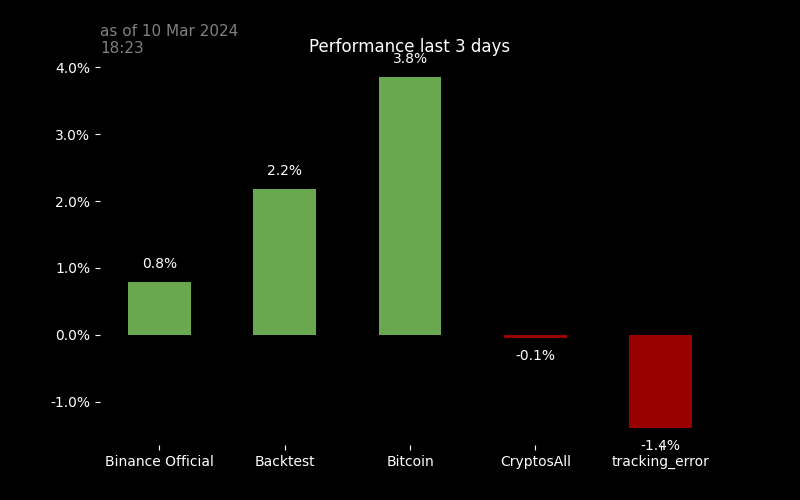 as of 10 Mar 2024
18:23
Performance last 3 days
4.0%
3.0%
2.0%
1.0%
0.0%
-1.0%
0.8%
2.2%
3.8%
-0.1%
-1.4%
Binance Official
Backtest
Bitcoin
CryptosAll
tracking_error